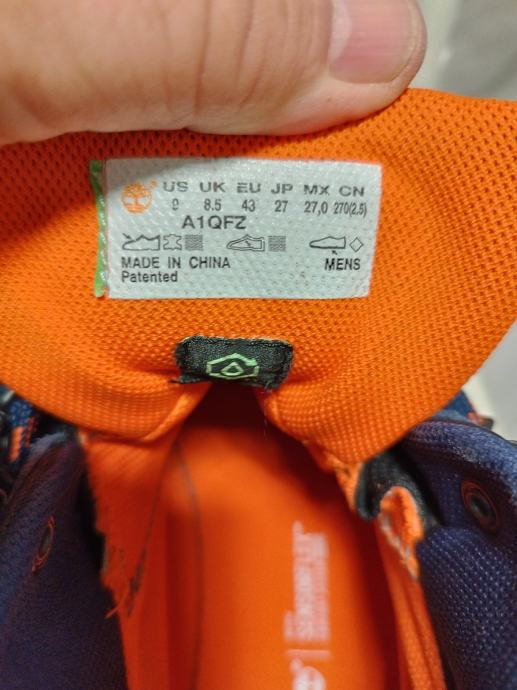 US UK EU JP MX CN
9 8.5 43 27 27,0 270(2.5)
A1QFZ
MADE IN CHINA
Patented
MENS